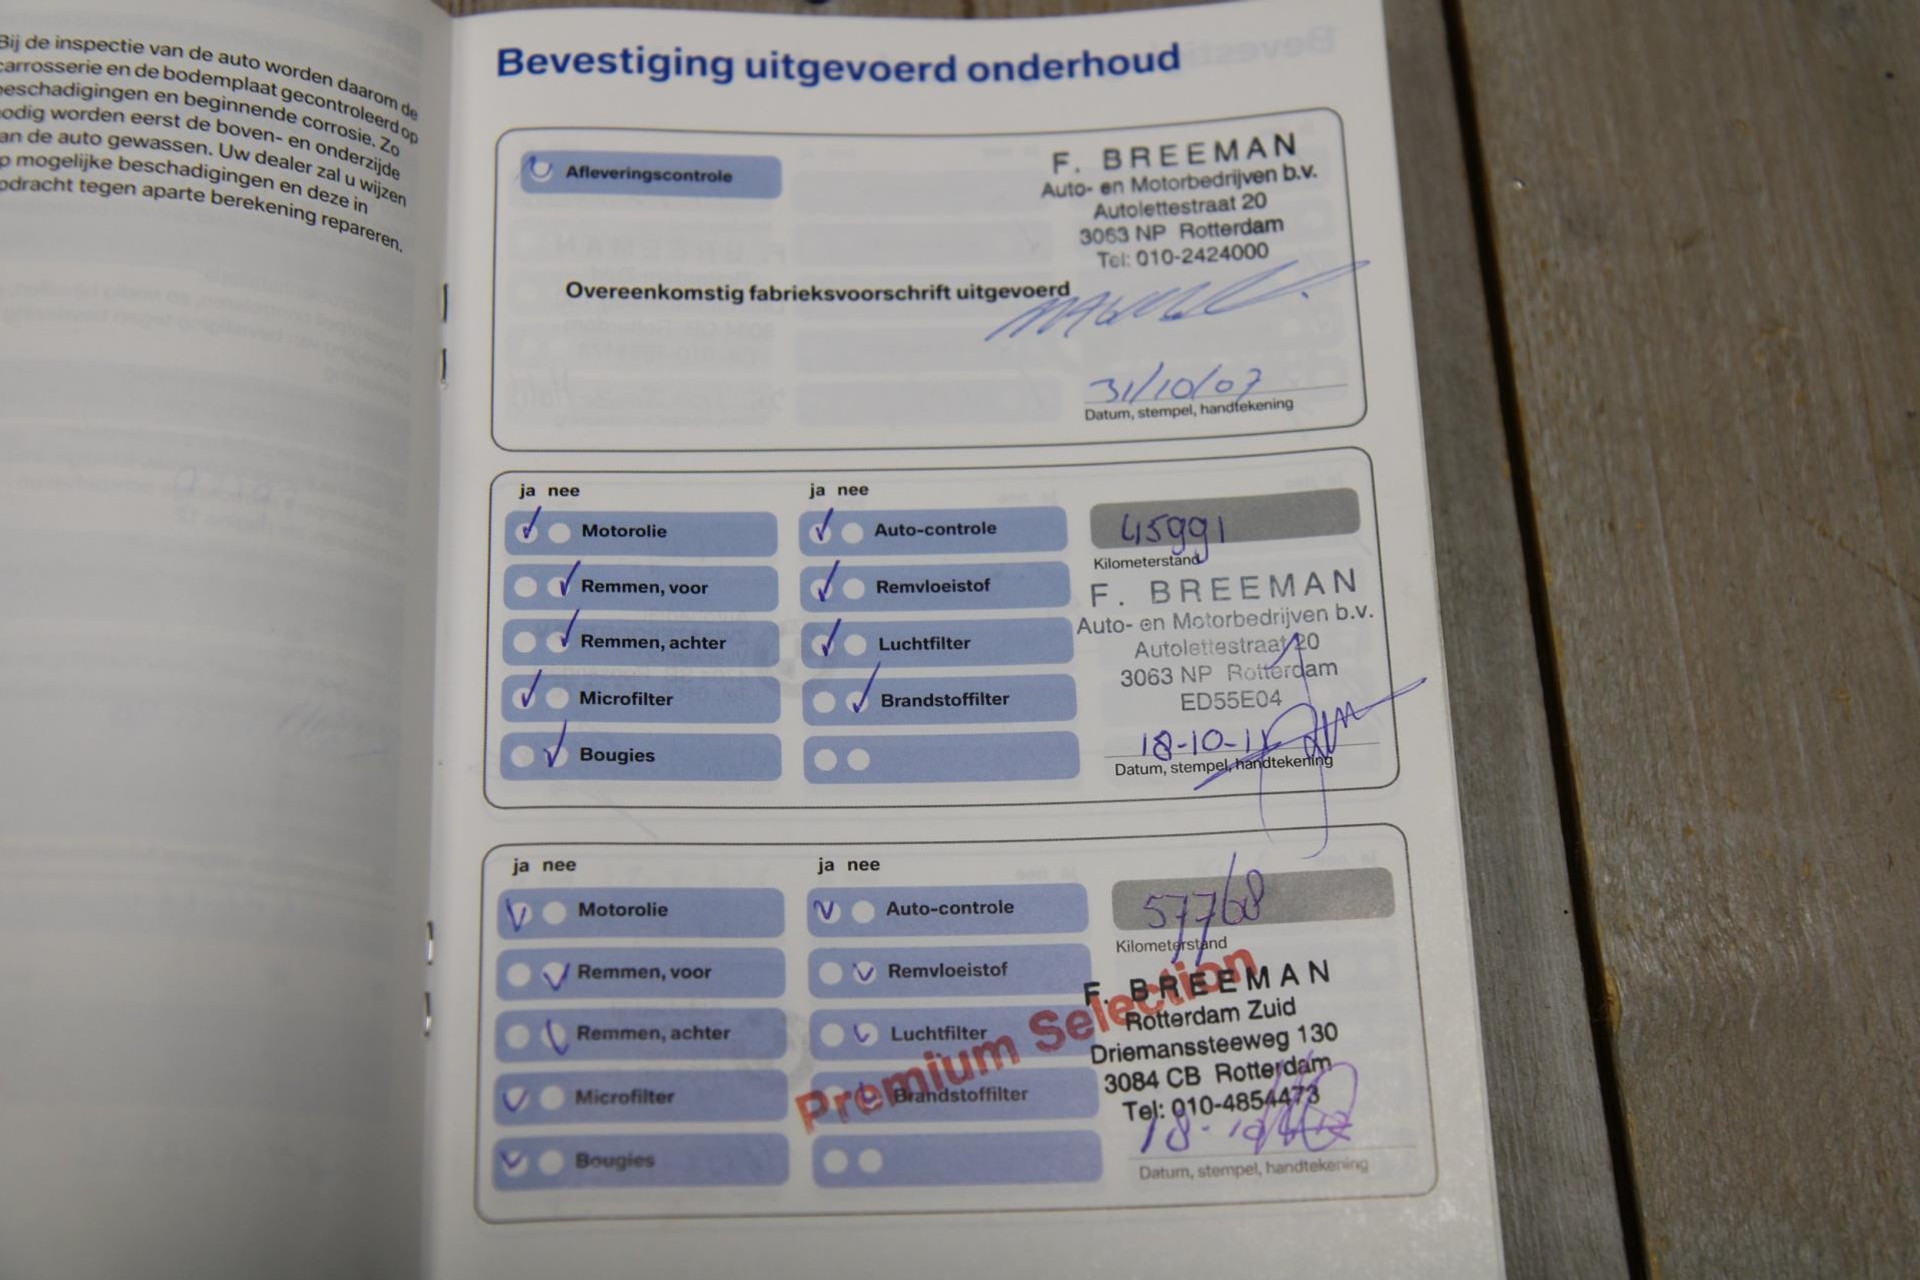 Bij de inspectie van de auto worden daarom de
carrosserie en de bodemplaat gecontroleerd op
beschadigingen en beginnende corrosie. Zo
nodig worden eerst de boven- en onderzijde
van de auto gewassen. Uw dealer zal u wijzen
op mogelijke beschadigingen en deze in
opdracht tegen aparte berekening repareren.
Bevestiging uitgevoerd onderhoud
Afleveringscontrole
F. BREEMAN
Auto- en Motorbedrijven b.v.
Autolettestraat 20
3063 NP Rotterdam
Tel: 010-2424000
Overeenkomstig fabrieksvoorschrift uitgevoerd
31/10/07
Datum, stempel, handtekening
ja nee
Motorolie
Remmen, voor
Remmen, achter
Microfilter
Bougies
ja nee
Auto-controle
Remvloeistof
Luchtfilter
Brandstoffilter
45991
Kilometerstand
F. BREEMAN
Auto- en Motorbedrijven b.v.
Autolettestraat 20
3063 NP Rotterdam
ED55E04
18-10-11
Datum, stempel, handtekening
ja nee
Motorolie
Remmen, voor
Remmen, achter
Microfilter
Bougies
ja nee
Auto-controle
Remvloeistof
Luchtfilter
Brandstoffilter
57768
Kilometerstand
Premium Selection
F. BREEMAN
Rotterdam Zuid
Driemanssteeweg 130
3084 CB Rotterdam
Tel: 010-4854473
Datum, stempel, handtekening